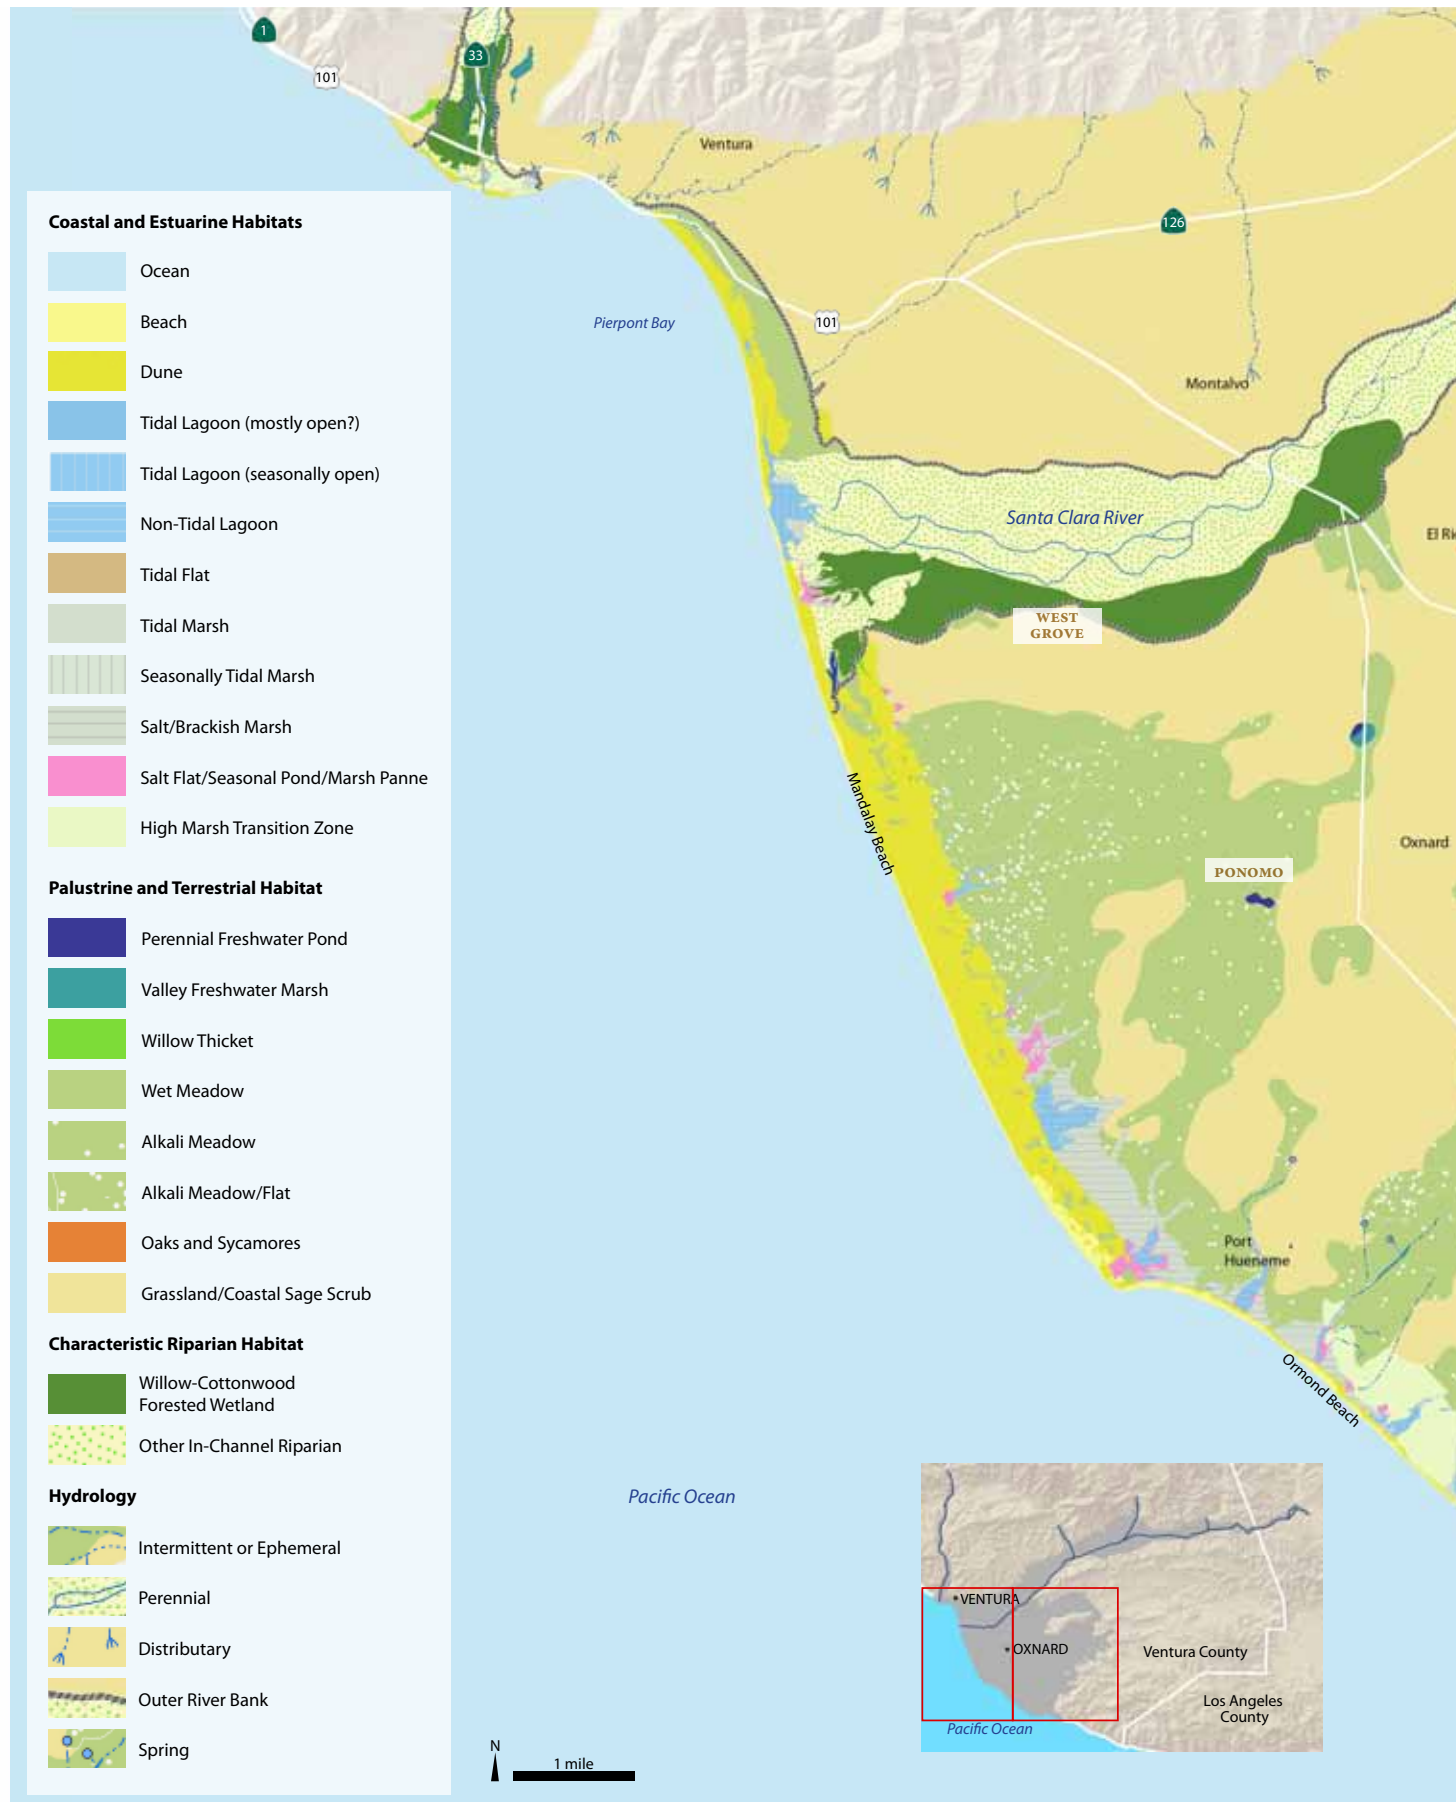 1
33
101
Ventura
126
Pierpont Bay
101
Montalvo
Santa Clara River
El
WEST
GROVE
Mandalay Beach
Oxnard
PONOMO
Port
Hueneme
Ormond Beach
Pacific Ocean
Coastal and Estuarine Habitats
Ocean
Beach
Dune
Tidal Lagoon (mostly open?)
Tidal Lagoon (seasonally open)
Non-Tidal Lagoon
Tidal Flat
Tidal Marsh
Seasonally Tidal Marsh
Salt/Brackish Marsh
Salt Flat/Seasonal Pond/Marsh Panne
High Marsh Transition Zone
Palustrine and Terrestrial Habitat
Perennial Freshwater Pond
Valley Freshwater Marsh
Willow Thicket
Wet Meadow
Alkali Meadow
Alkali Meadow/Flat
Oaks and Sycamores
Grassland/Coastal Sage Scrub
Characteristic Riparian Habitat
Willow-Cottonwood
Forested Wetland
Other In-Channel Riparian
Hydrology
Intermittent or Ephemeral
Perennial
Distributary
Outer River Bank
Spring
N
1 mile
VENTURA
OXNARD
Ventura County
Los Angeles
County
Pacific Ocean